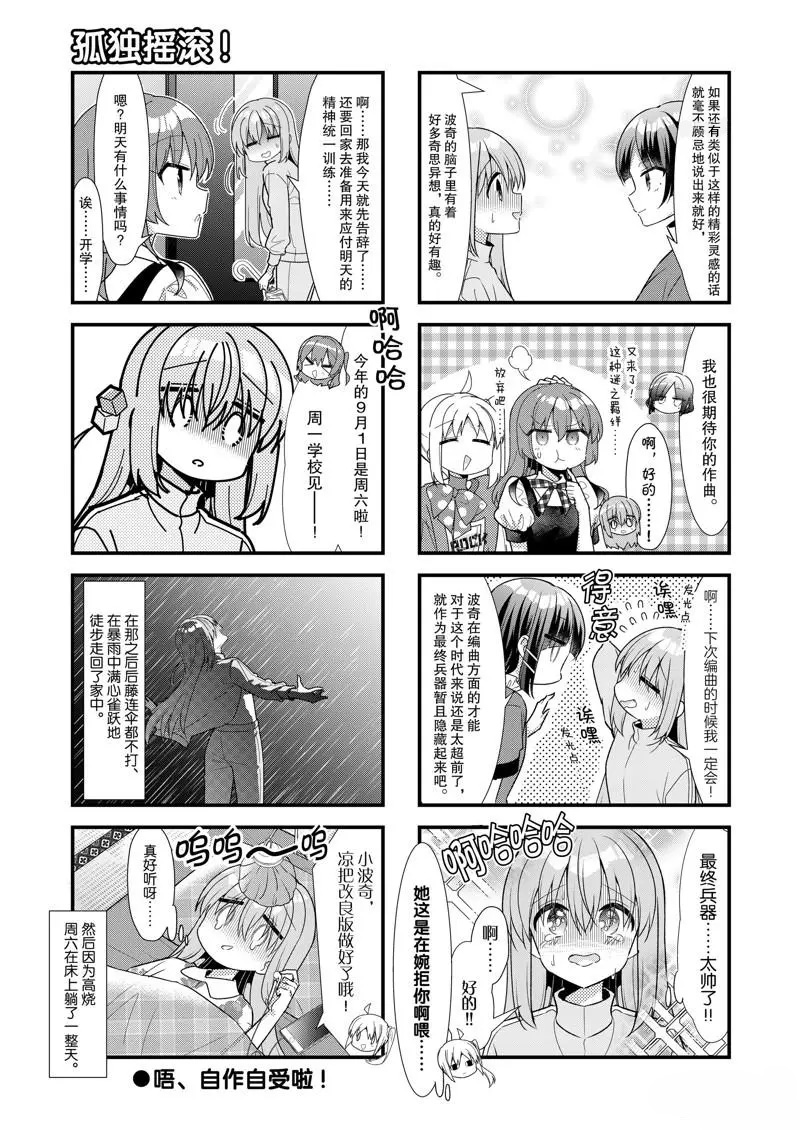 孤独摇滚！
如果还有类似于这样的精彩灵感的话
就毫不顾忌地说出来就好，
波奇的脑子里有着
好多奇思异想，真的好有趣。
我也很期待你的作曲。
又来了！
这种谜之羁绊……
放弃吧……
啊，好的……！
啊……下次编曲的时候我一定会！
诶嘿
发光点
得意
诶嘿
发光点
波奇在编曲方面的才能
对于这个时代来说还是太超前了，
就作为最终兵器暂且隐藏起来吧。
最终兵器……太帅了!!
啊哈哈哈
啊，
好的!!
她这是在婉拒你啊喂……
啊……那我今天就先告辞了……
还要回家去准备用来应付明天的
精神统一训练……
嗯？明天有什么事情吗？
诶……开学
啊哈哈
今年的9月1日是周六啦！
周一学校见——！
在那之后后藤连伞都不打、
在暴雨中满心雀跃地
徒步走回了家中。
小波奇，
凉把改良版做好了哦！
呜呜～呜
真好听呀……
然后因为高烧
周六在床上躺了一整天。
●唔、自作自受啦！